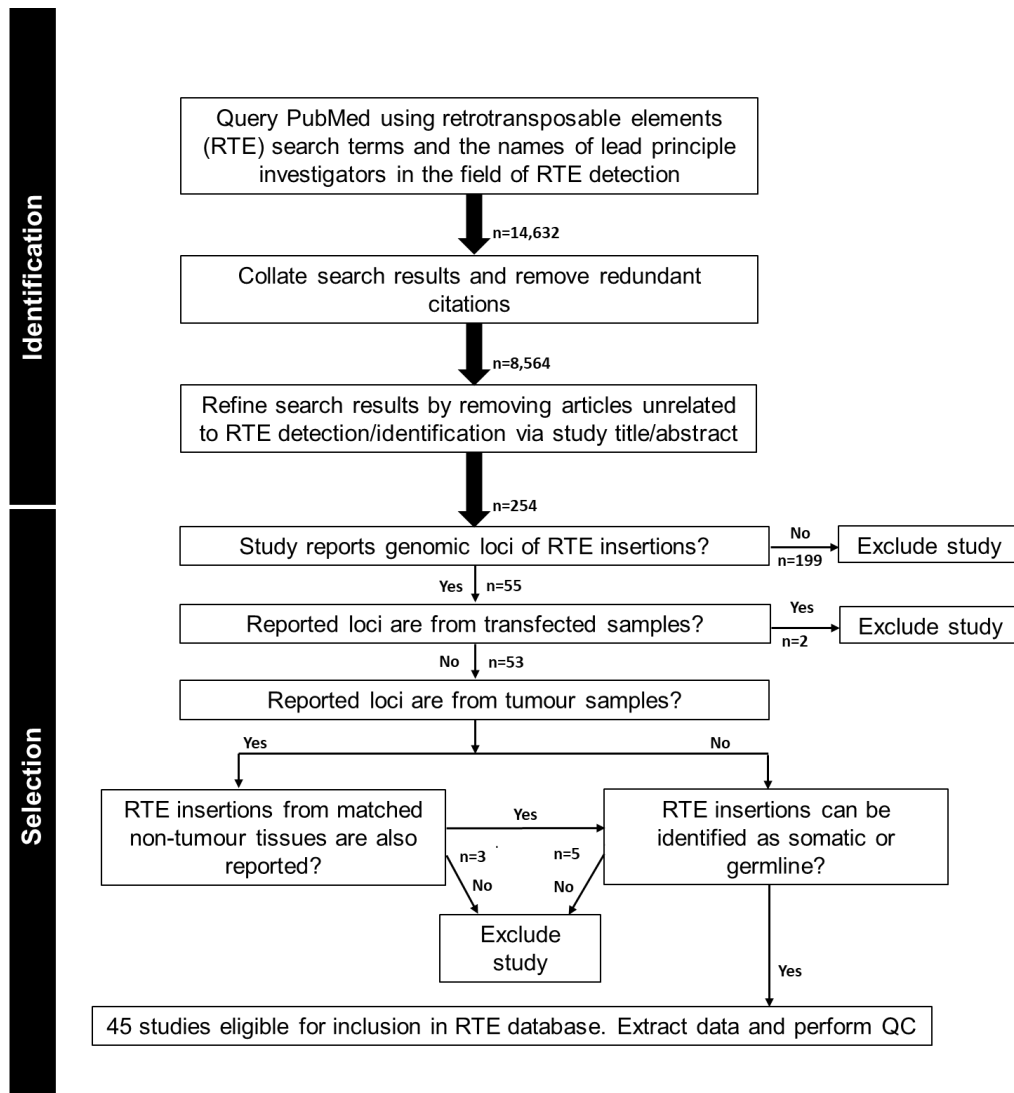 Identification
Query PubMed using retrotransposable elements
(RTE) search terms and the names of lead principle
investigators in the field of RTE detection
n=14,632
Collate search results and remove redundant
citations
n=8,564
Refine search results by removing articles unrelated
to RTE detection/identification via study title/abstract
n=254
Selection
Study reports genomic loci of RTE insertions?
No
n=199
Exclude study
Yes
n=55
Reported loci are from transfected samples?
Yes
n=2
Exclude study
No
n=53
Reported loci are from tumour samples?
Yes
No
RTE insertions from matched
non-tumour tissues are also
reported?
Yes
RTE insertions can be
identified as somatic or
germline?
n=3
n=5
No
No
Exclude
study
Yes
45 studies eligible for inclusion in RTE database. Extract data and perform QC